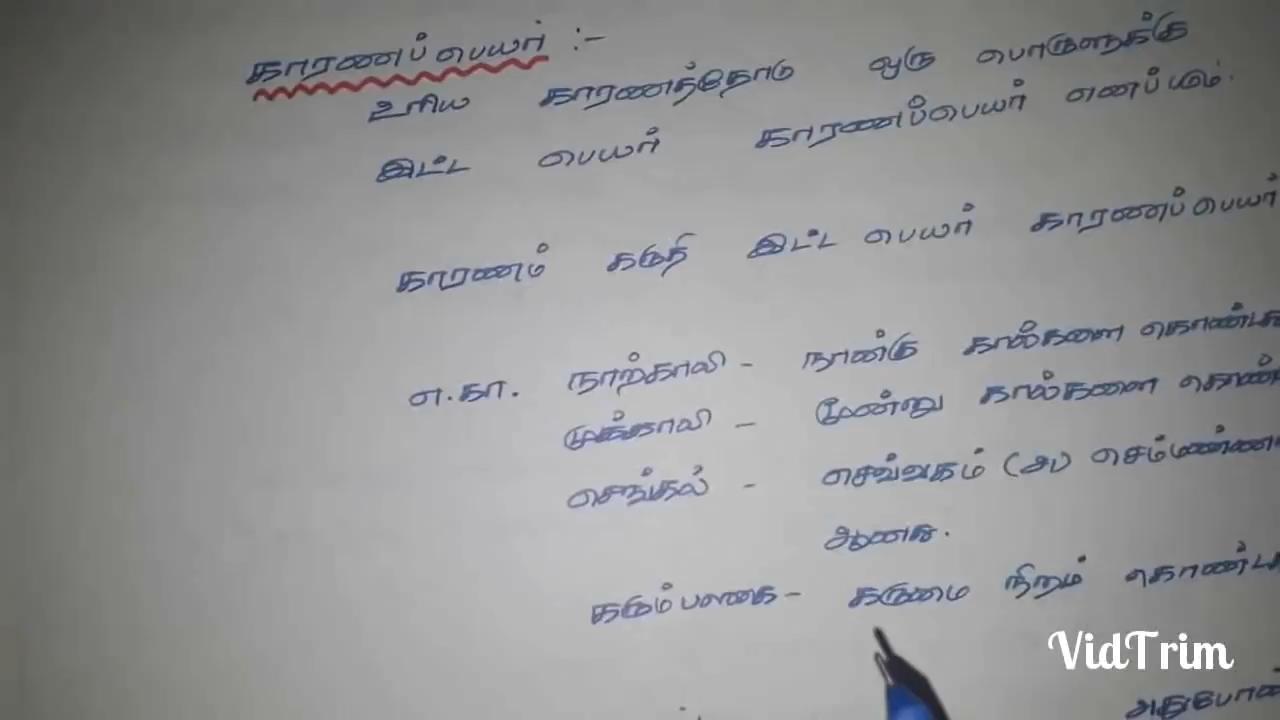 காரணப் பெயர் :-
உரிய காரணத்தோடு ஒரு பொருளுக்கு
இட்ட பெயர் காரணப்பெயர் எனப்படும்.
காரணம் கருதி இட்ட பெயர் காரணப் பெயர்
எ.கா. நாற்காலி - நான்கு கால்களை கொண்ட
முக்காலி - மூன்று கால்களை கொண்
செங்கல் - செவ்வகம் (அ) செம்மண்ணா
ஆனது.
கரும்பலகை - கருமை நிறம் கொண்ட
VidTrim
அதுபோன்